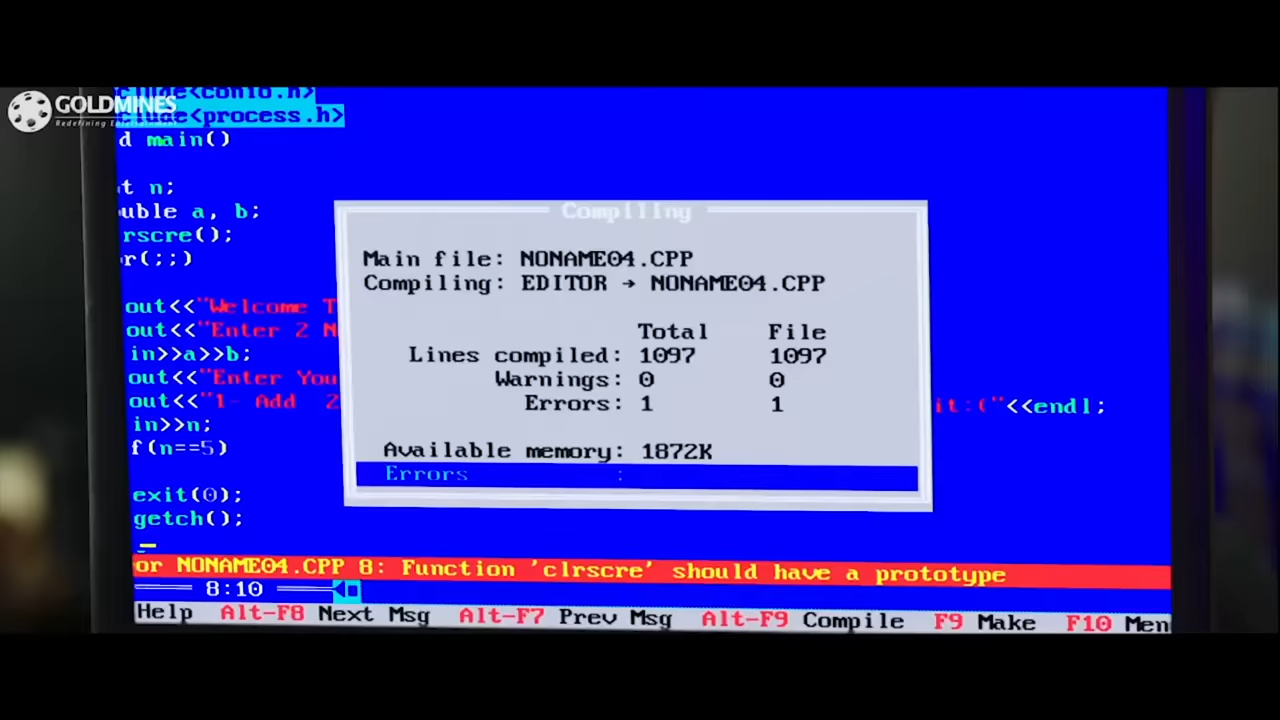 clude<conio.h>
GOLDMINES
Redefining Entertainment
clude<process.h>
d main()
t n;
uble a, b;
rscre();
r(;;)
out<<"Welcome T
out<<"Enter 2 N
in>>a>>b;
out<<"Enter You
out<<"1- Add 2
it:("<<endl;
in>>n;
f(n==5)
exit(0);
getch();
Compiling
Main file: NONAME04.CPP
Compiling: EDITOR → NONAME04.CPP
Total File
Lines compiled: 1097 1097
Warnings: 0 0
Errors: 1 1
Available memory: 1872K
Errors :
or NONAME04.CPP 8: Function 'clrscre' should have a prototype
8:10
Help Alt-F8 Next Msg Alt-F7 Prev Msg Alt-F9 Compile F9 Make F10 Men